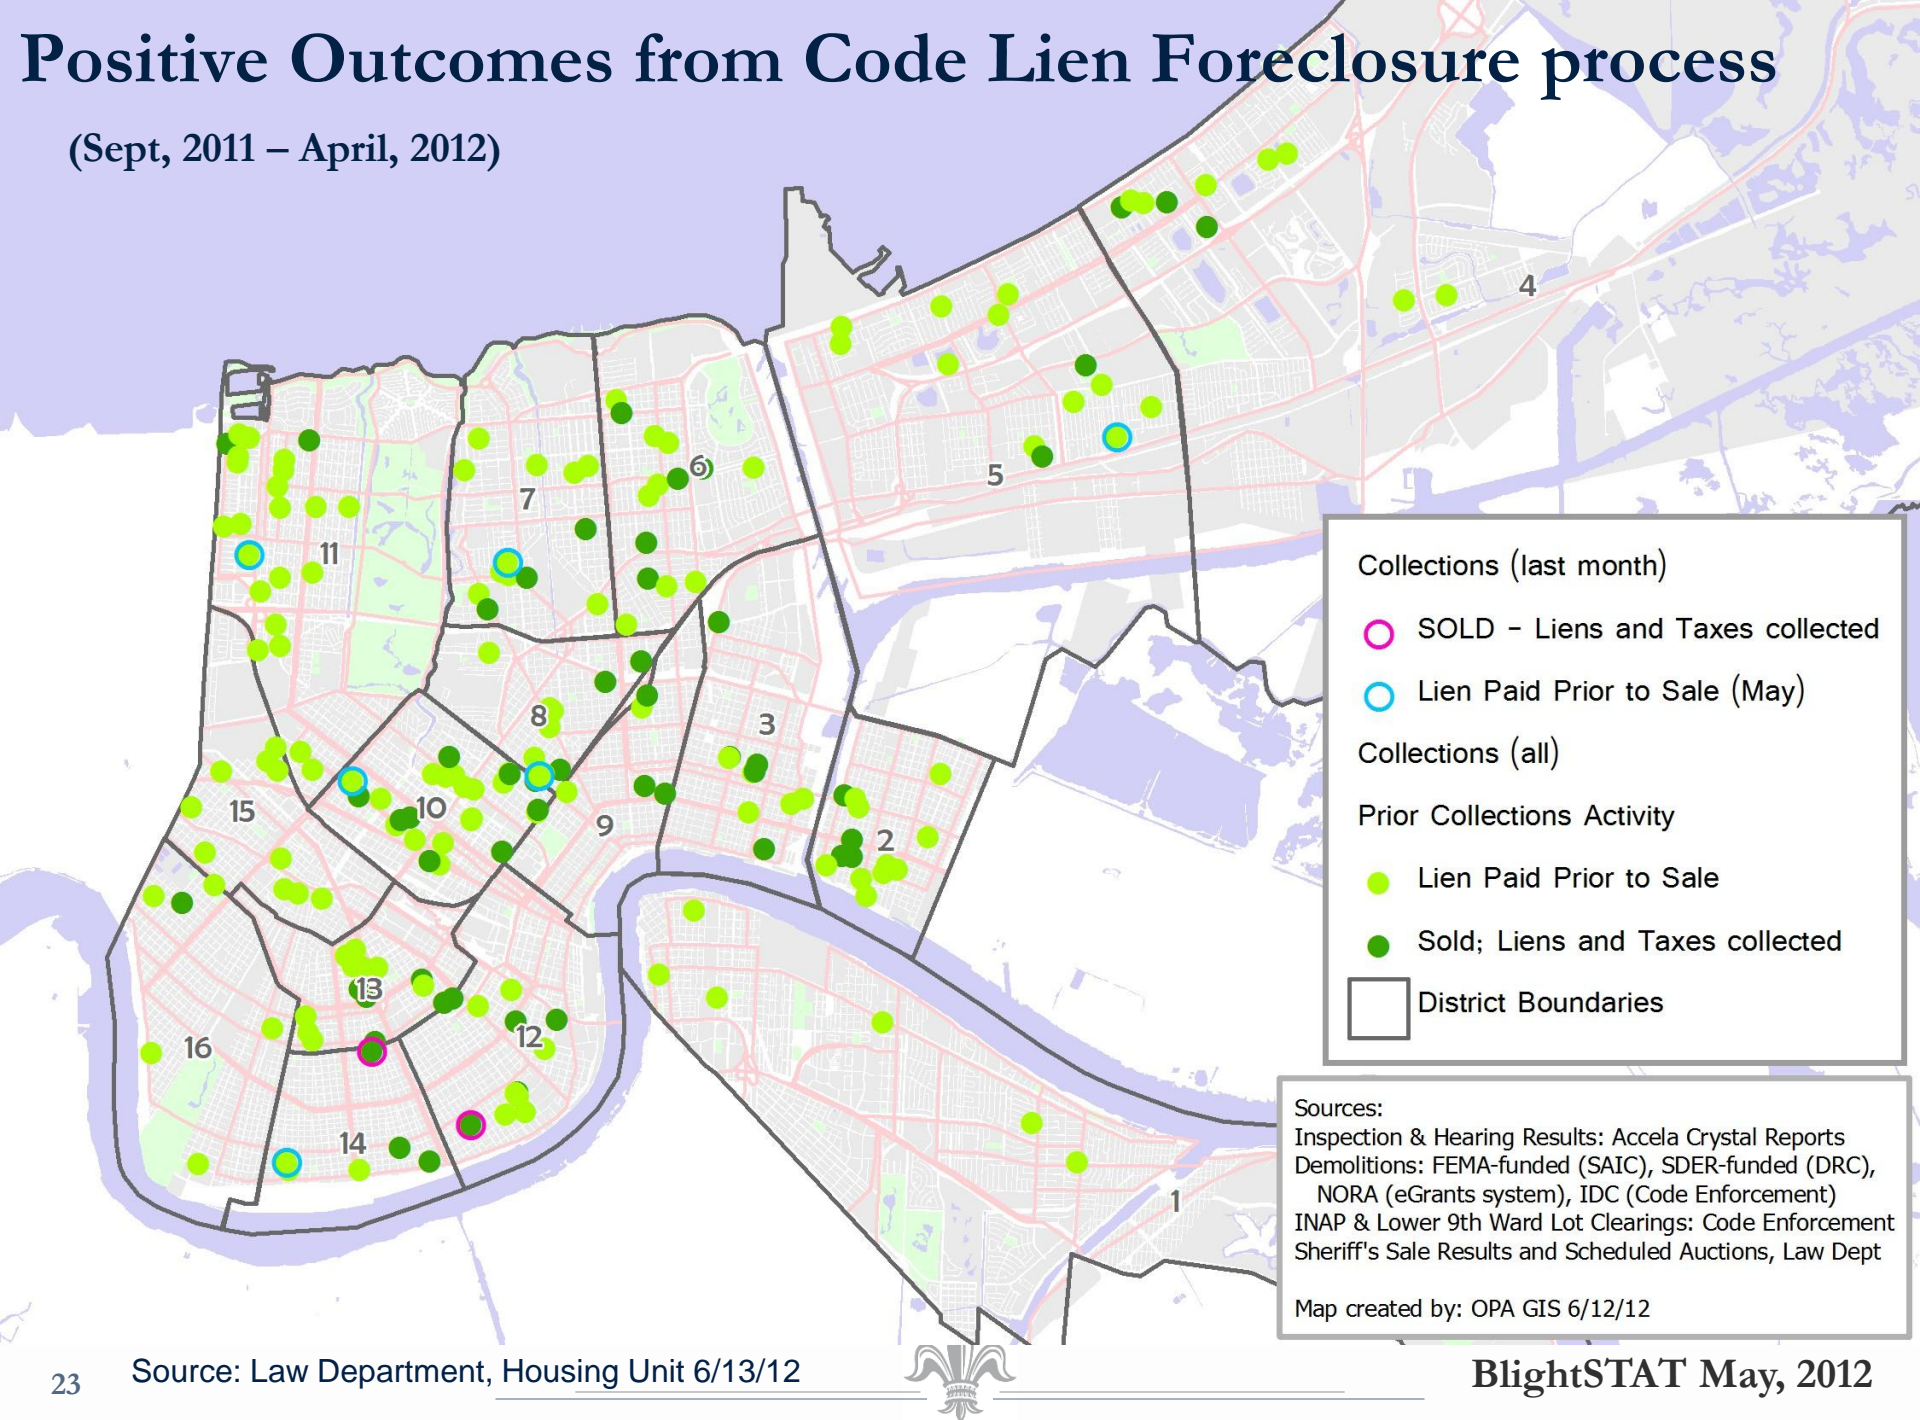 Positive Outcomes from Code Lien Foreclosure process
(Sept, 2011 – April, 2012)
4
6
5
7
11
8
3
15
10
9
2
13
12
16
14
1
Collections (last month)
SOLD - Liens and Taxes collected
Lien Paid Prior to Sale (May)
Collections (all)
Prior Collections Activity
Lien Paid Prior to Sale
Sold; Liens and Taxes collected
District Boundaries
Sources:
Inspection & Hearing Results: Accela Crystal Reports
Demolitions: FEMA-funded (SAIC), SDER-funded (DRC),
NORA (eGrants system), IDC (Code Enforcement)
INAP & Lower 9th Ward Lot Clearings: Code Enforcement
Sheriff's Sale Results and Scheduled Auctions, Law Dept
Map created by: OPA GIS 6/12/12
23
Source: Law Department, Housing Unit 6/13/12
BlightSTAT May, 2012